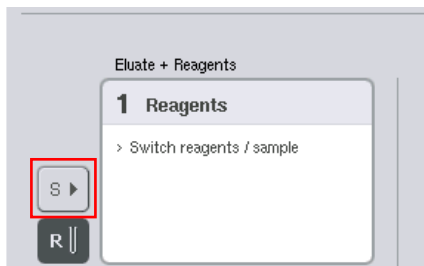 Eluate + Reagents
1 Reagents
> Switch reagents / sample
S
R